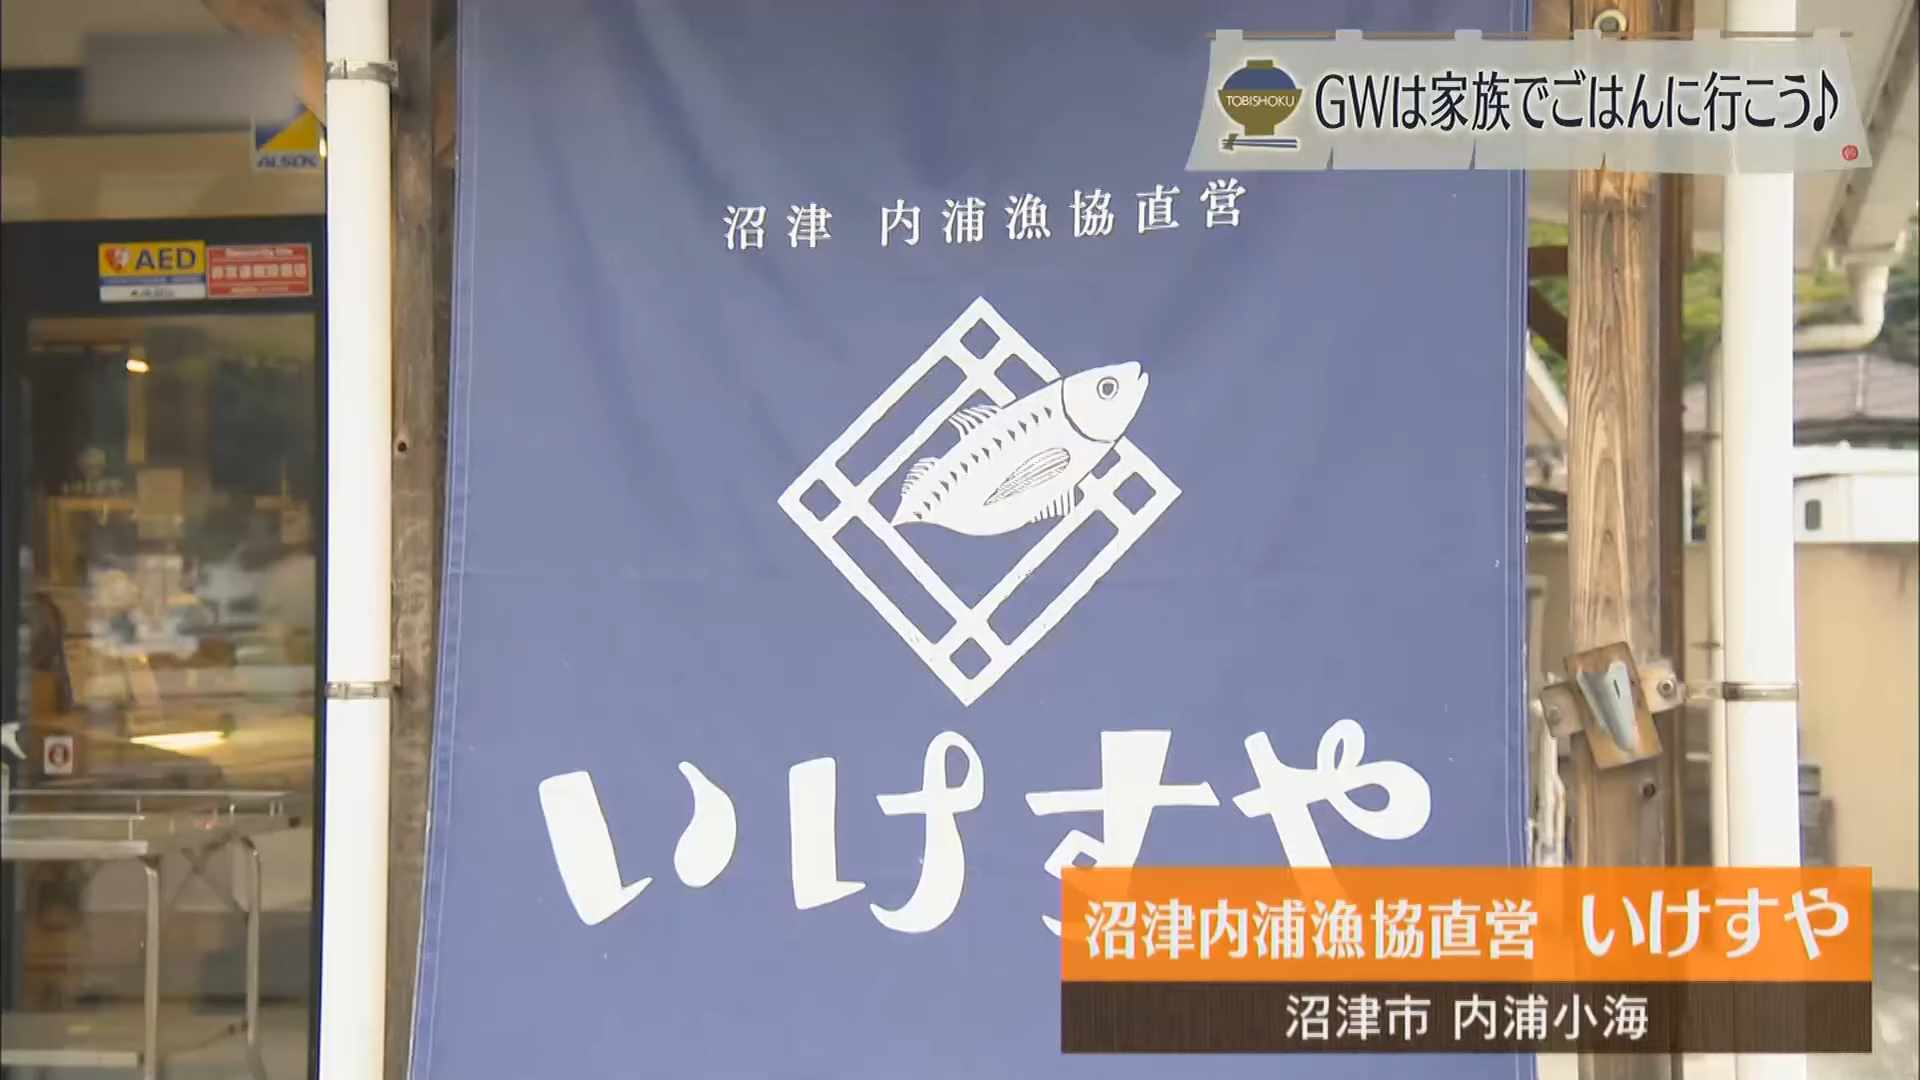 TOBISHOKU
GWは家族でごはんに行こう♪
ALSOK
沼津 内浦漁協直営
AED
いけすや
沼津内浦漁協直営 いけすや
沼津市 内浦小海